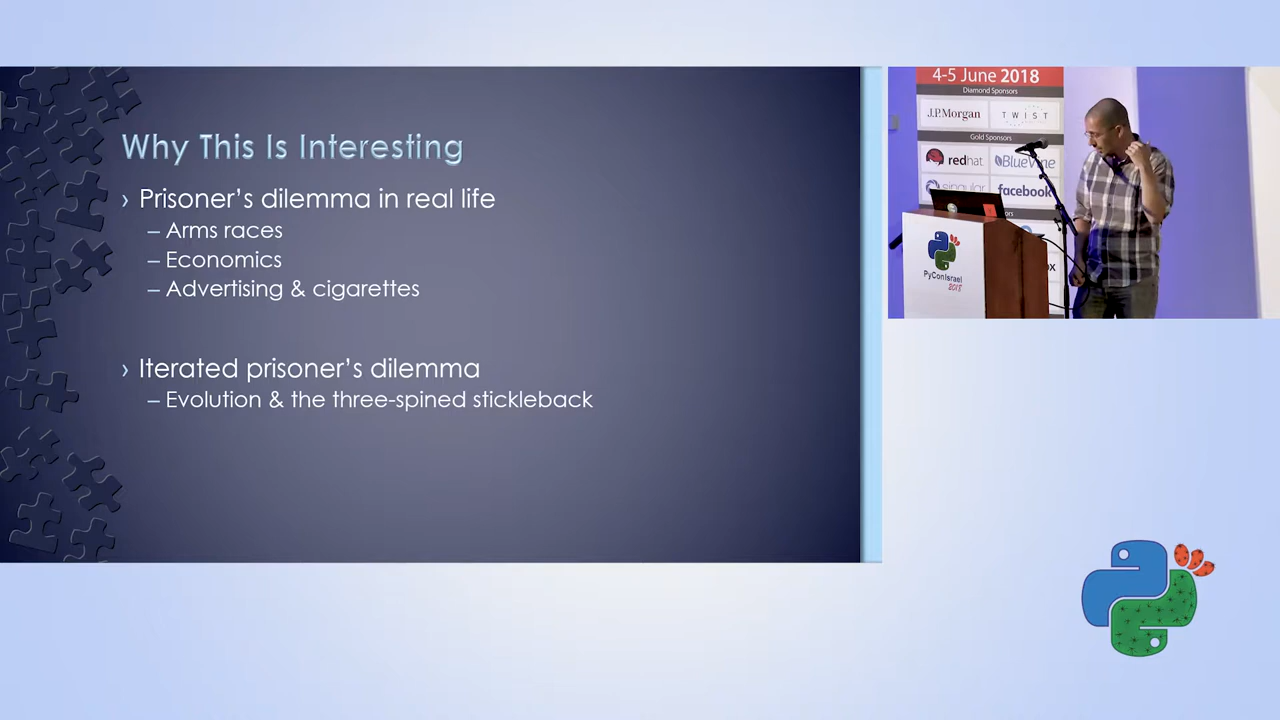 Why This Is Interesting
› Prisoner’s dilemma in real life
– Arms races
– Economics
– Advertising & cigarettes
› Iterated prisoner’s dilemma
– Evolution & the three-spined stickleback
4-5 June 2018
Diamond Sponsors
J.P.Morgan
TWIST
Gold Sponsors
redhat
BlueVine
singular
facebook
PyConIsrael
2018